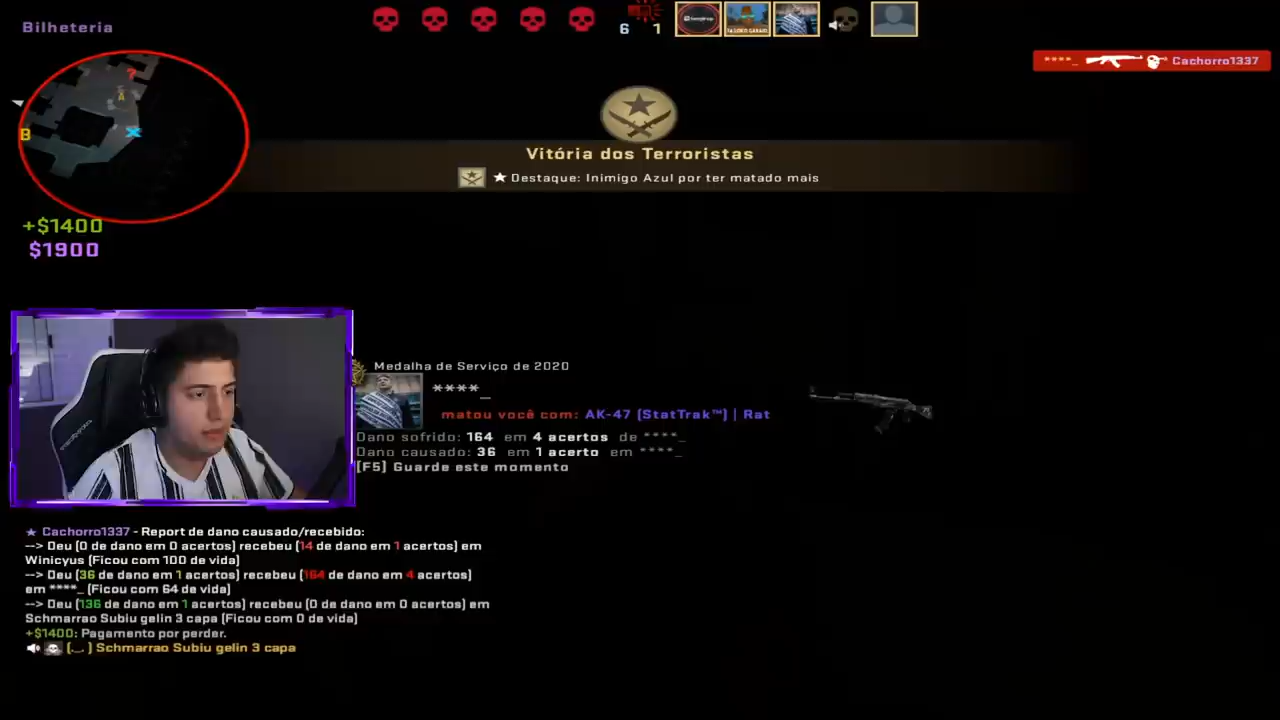 Bilheteria
6 1
****_ Cachorro1337
A
B
Vitória dos Terroristas
★ Destaque: Inimigo Azul por ter matado mais
+$1400
$1900
Medalha de Serviço de 2020
****_
matou você com: AK-47 (StatTrak™) | Rat
Dano sofrido: 164 em 4 acertos de ****_
Dano causado: 36 em 1 acerto em ****_
[F5] Guarde este momento
★ Cachorro1337 - Report de dano causado/recebido:
--> Deu (0 de dano em 0 acertos) recebeu (14 de dano em 1 acertos) em
Winicyus (Ficou com 100 de vida)
--> Deu (36 de dano em 1 acertos) recebeu (164 de dano em 4 acertos)
em ****_ (Ficou com 64 de vida)
--> Deu (136 de dano em 1 acertos) recebeu (0 de dano em 0 acertos) em
Schmarrao Subiu gelin 3 capa (Ficou com 0 de vida)
+$1400: Pagamento por perder.
(._. ) Schmarrao Subiu gelin 3 capa